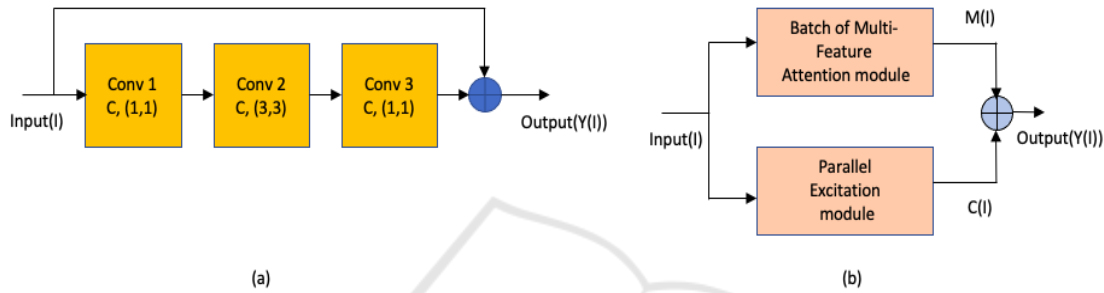 Conv 1
C, (1,1)
Conv 2
C, (3,3)
Conv 3
C, (1,1)
Input(I)
Output(Y(I))
(a)
Batch of Multi-
Feature
Attention module
M(I)
Input(I)
Output(Y(I))
Parallel
Excitation
module
C(I)
(b)